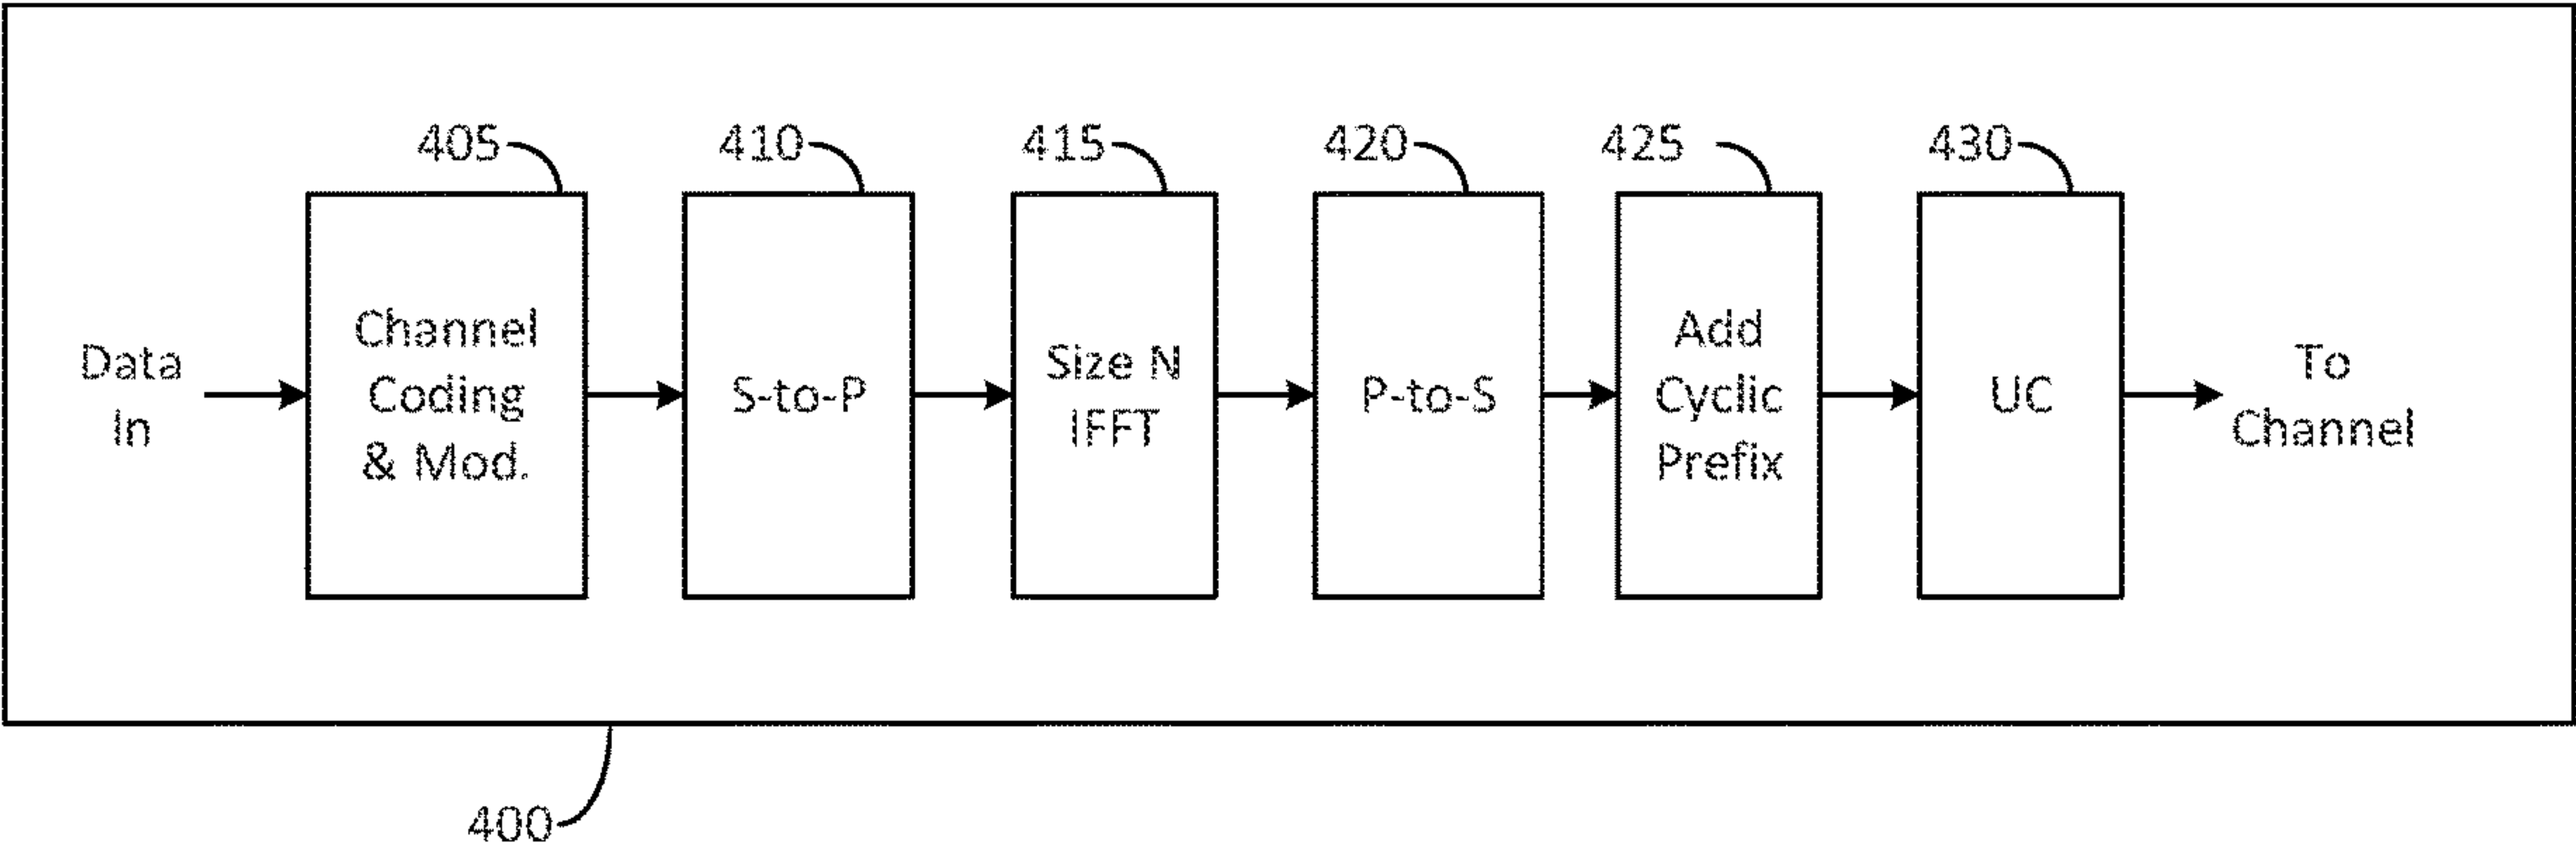 405
410
415
420
425
430
Data
In
Channel
Coding
& Mod.
S-to-P
Size N
IFFT
P-to-S
Add
Cyclic
Prefix
UC
To
Channel
400